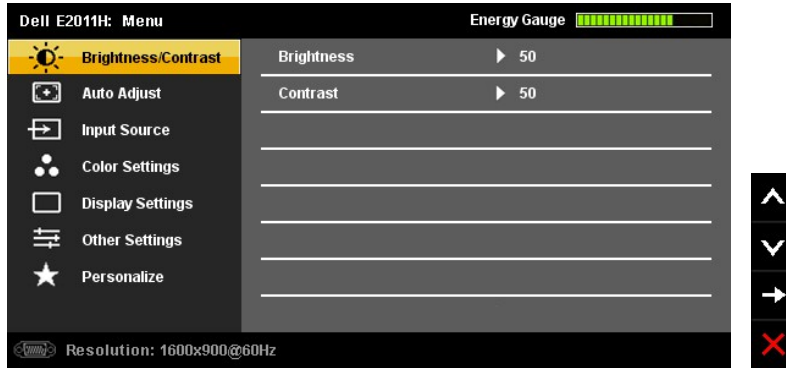 Dell E2011H: Menu Energy Gauge
Brightness/Contrast Brightness 50
Auto Adjust Contrast 50
Input Source
Color Settings
Display Settings
Other Settings
Personalize
Resolution: 1600x900@60Hz